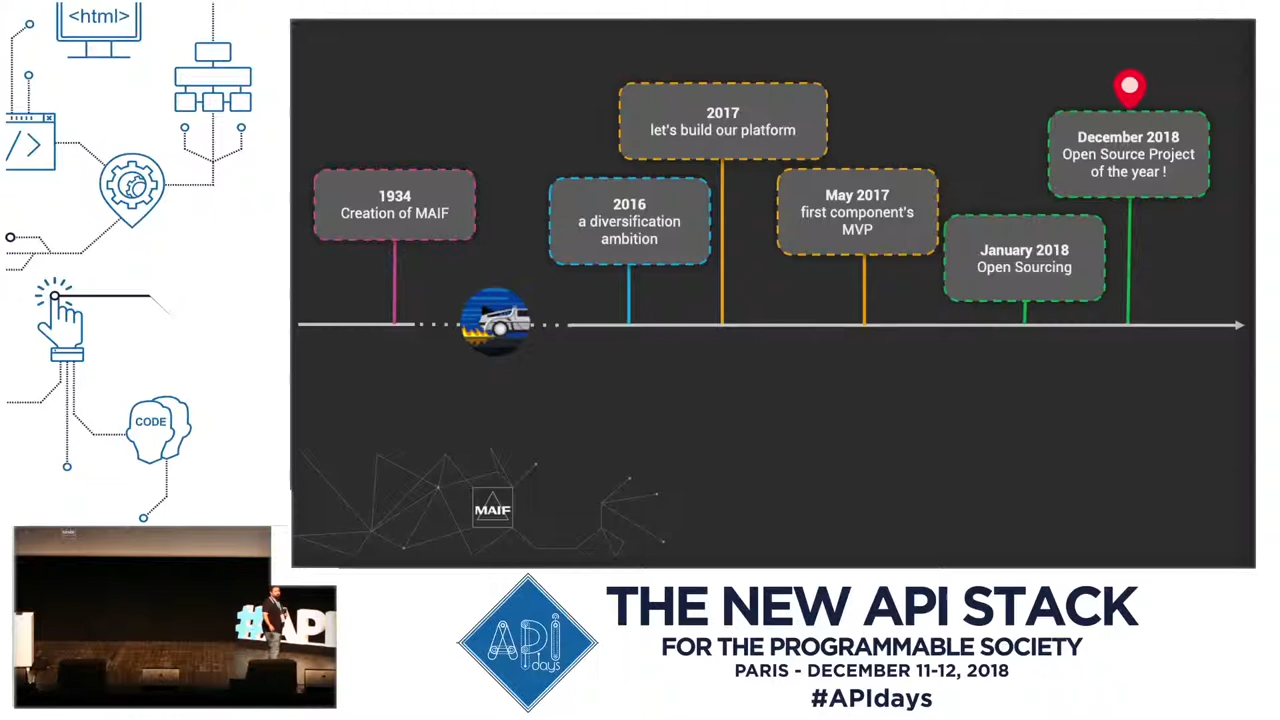 <html>
1934
Creation of MAIF
2016
a diversification
ambition
2017
let's build our platform
May 2017
first component's
MVP
January 2018
Open Sourcing
December 2018
Open Source Project
of the year !
</>
CODE
MAIF
#API
API
days
THE NEW API STACK
FOR THE PROGRAMMABLE SOCIETY
PARIS - DECEMBER 11-12, 2018
#APIdays